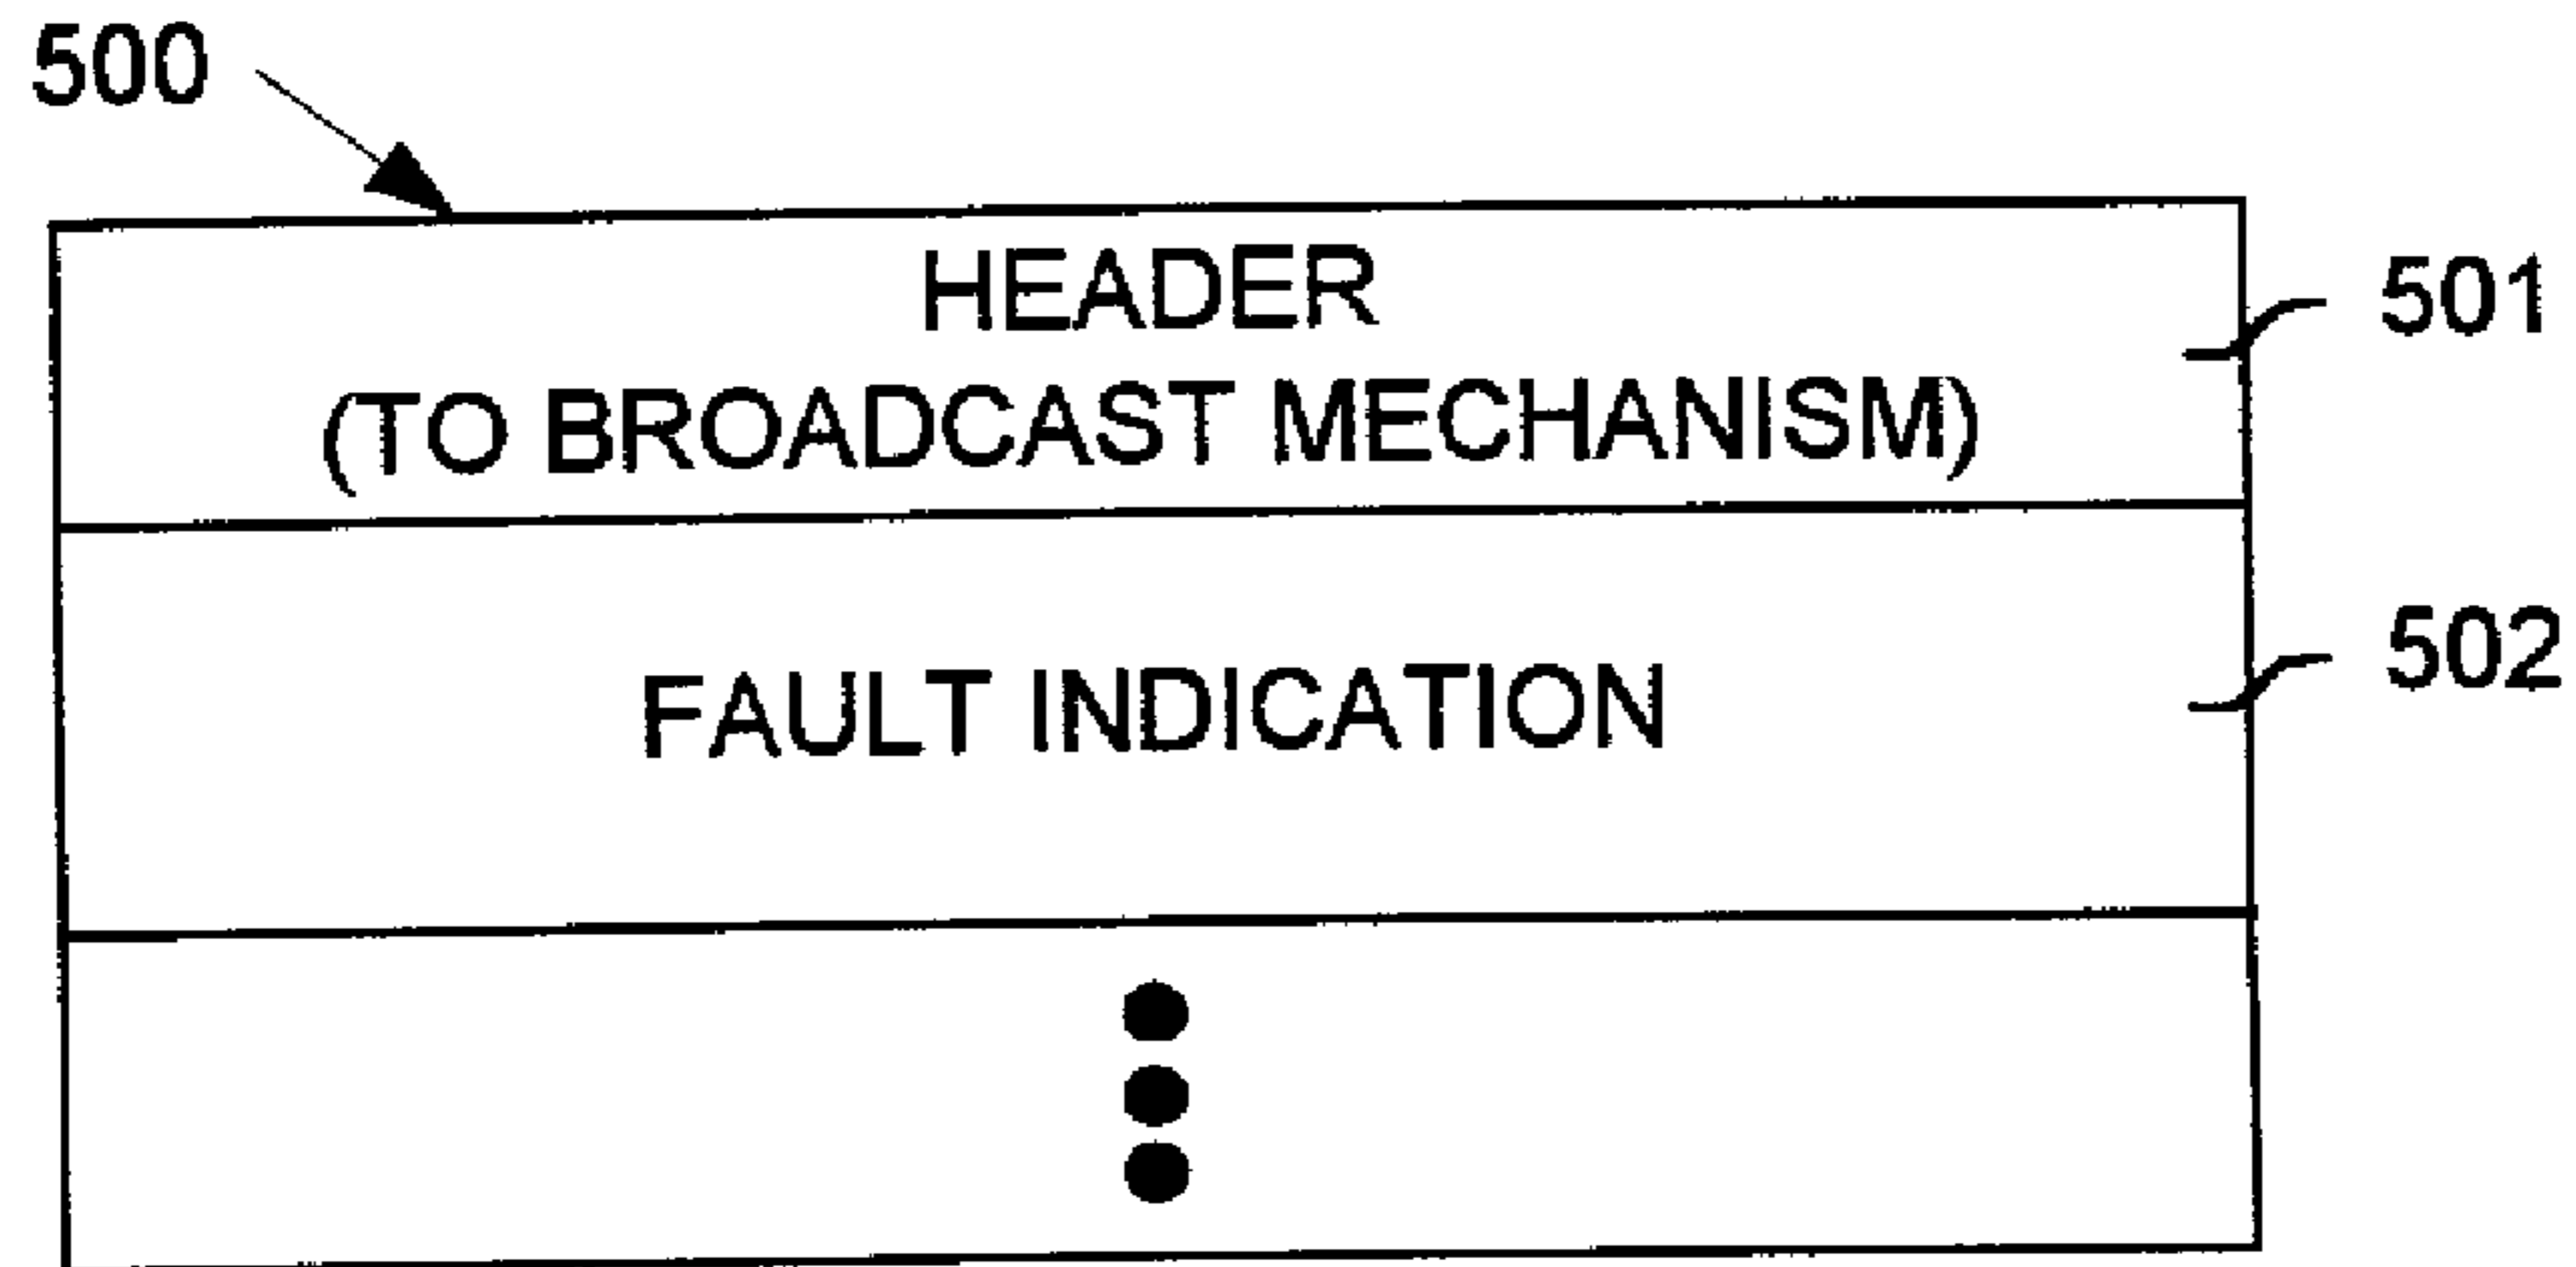 500
HEADER
501
(TO BROADCAST MECHANISM)
FAULT INDICATION
502